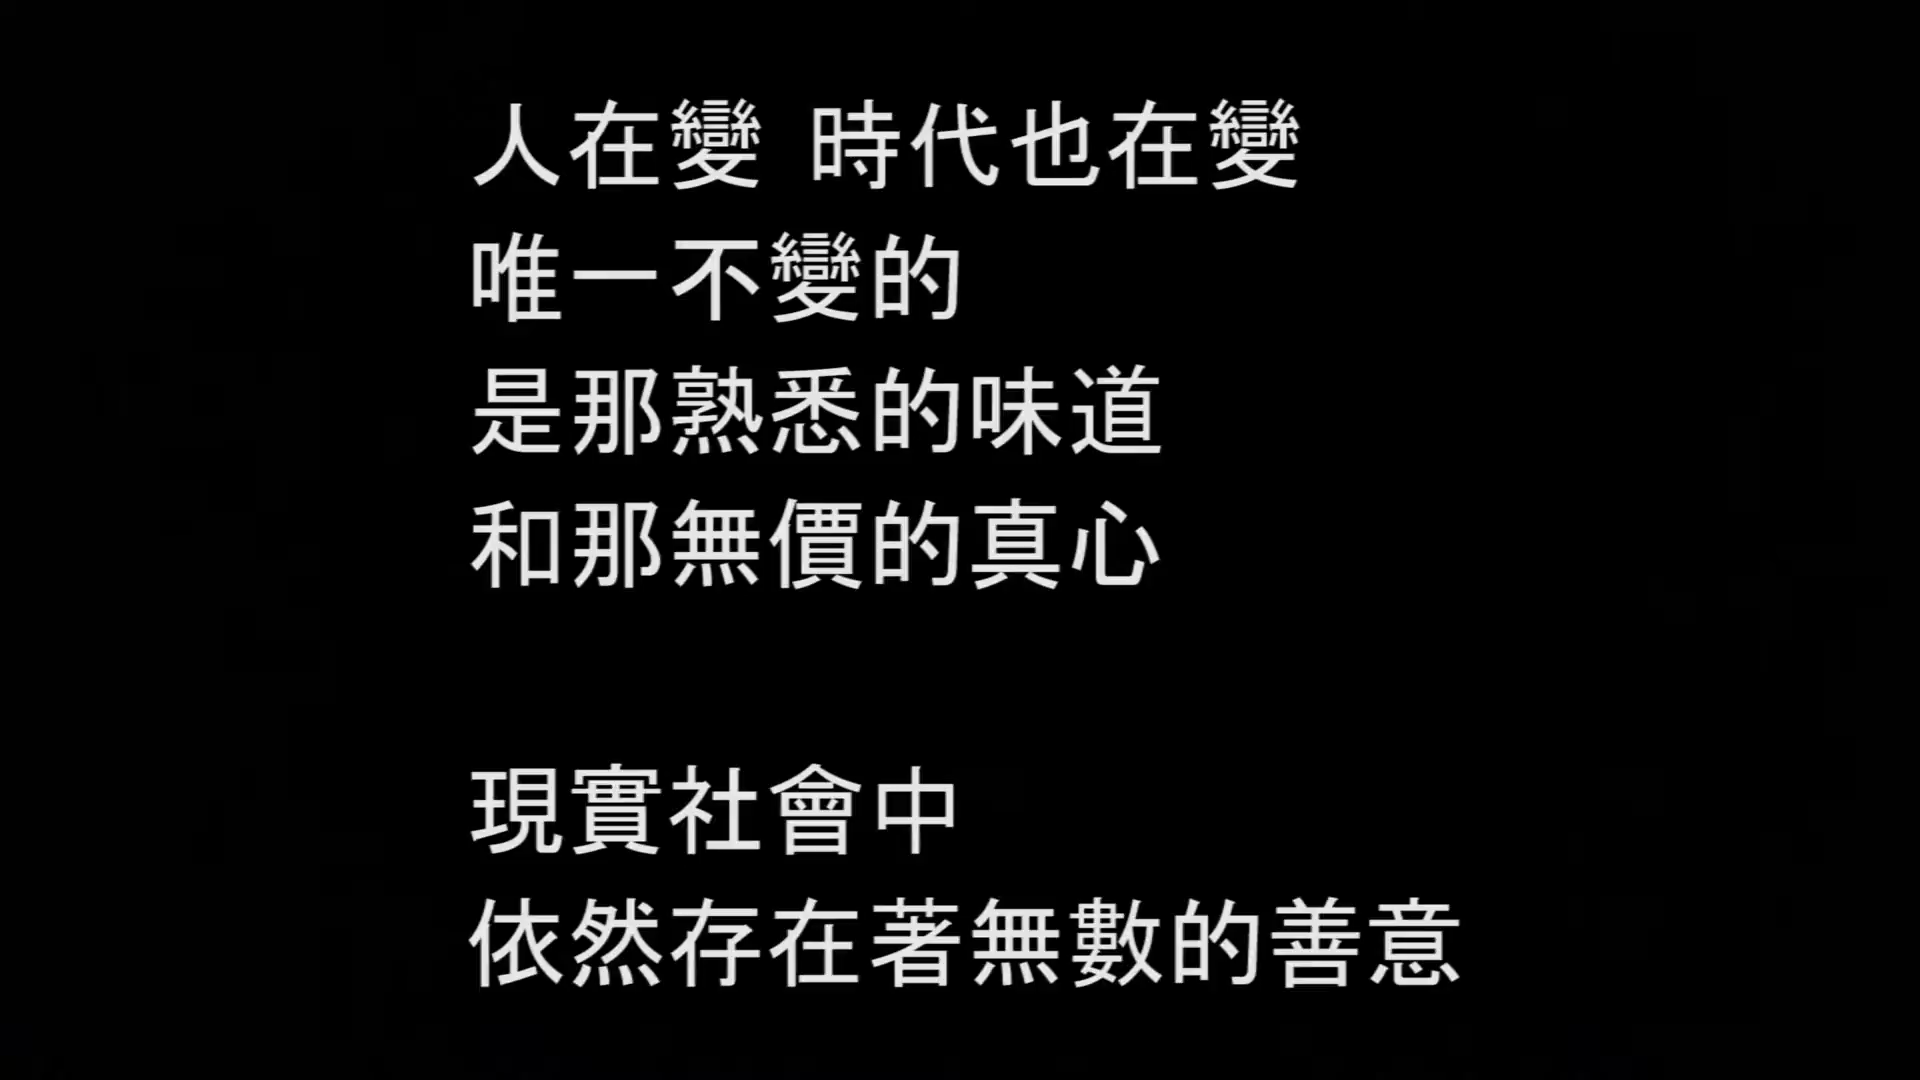 人在變 時代也在變
唯一不變的
是那熟悉的味道
和那無價的真心
現實社會中
依然存在著無數的善意